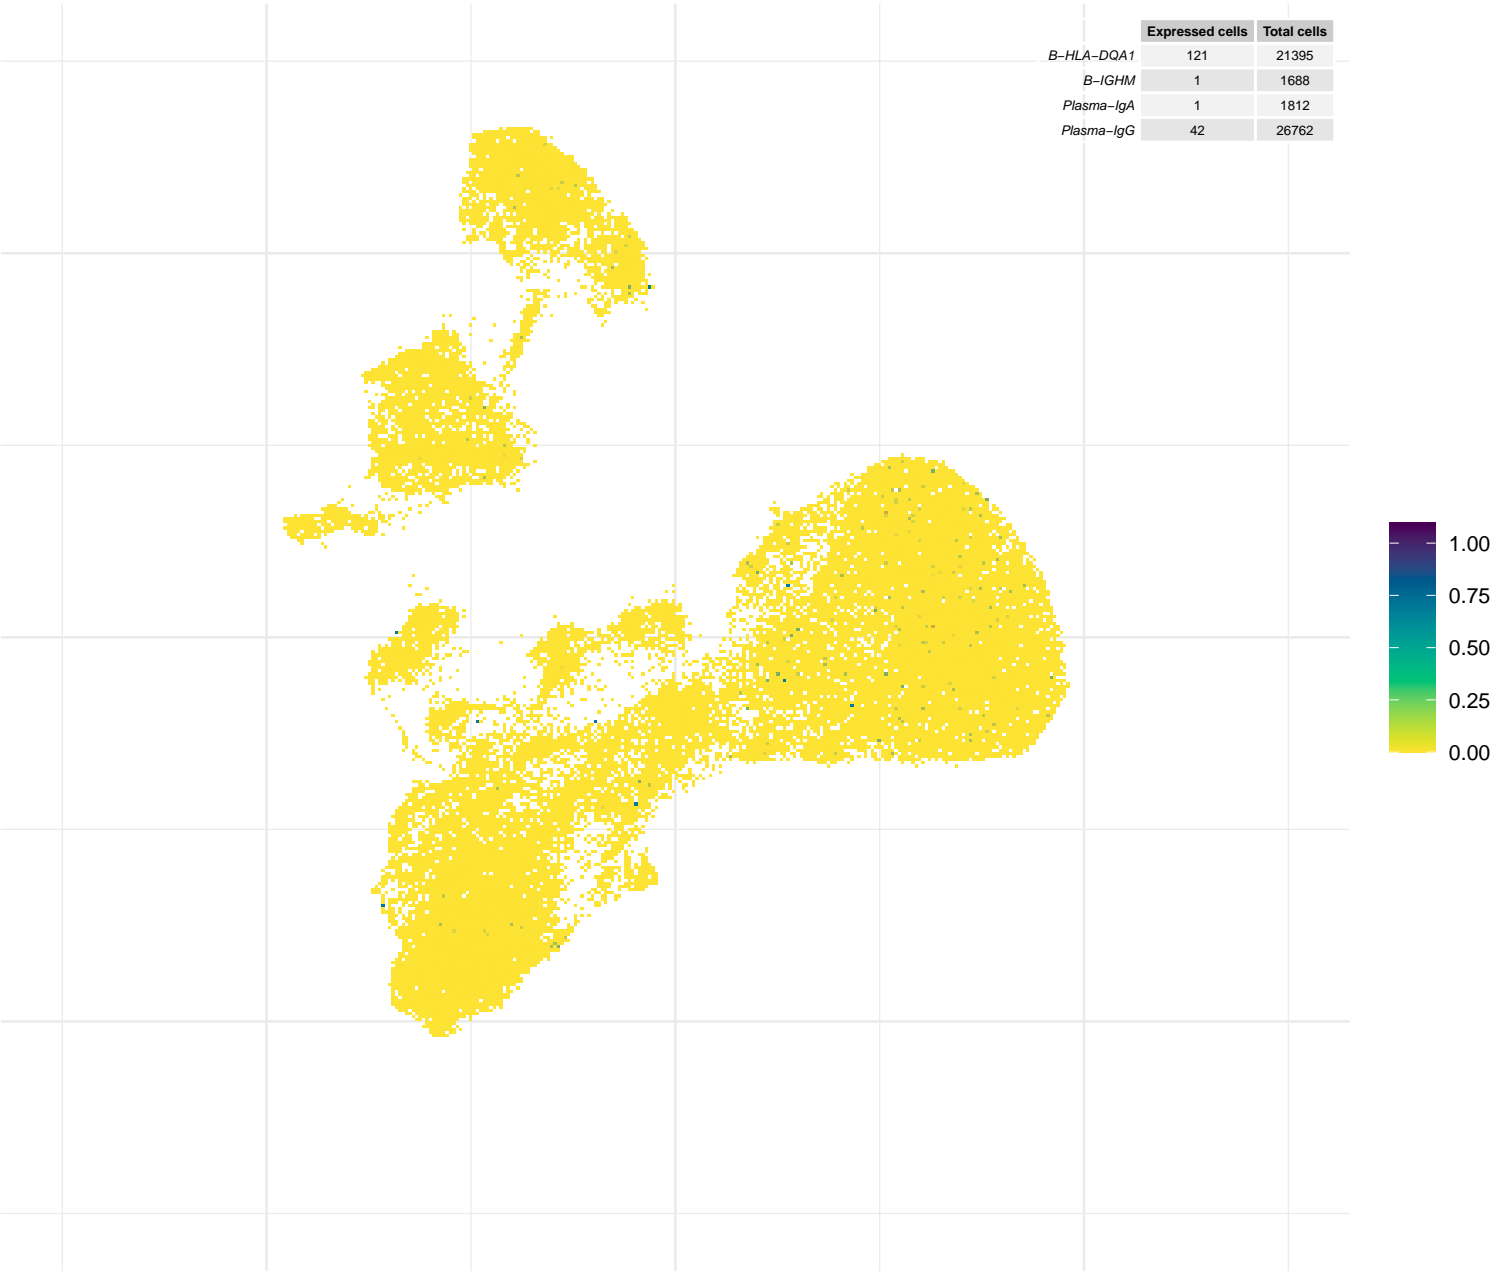 Expressed cells Total cells
B−HLA−DQA1 121 21395
B−IGHM 1 1688
Plasma−IgA 1 1812
Plasma−IgG 42 26762
1.00
0.75
0.50
0.25
0.00